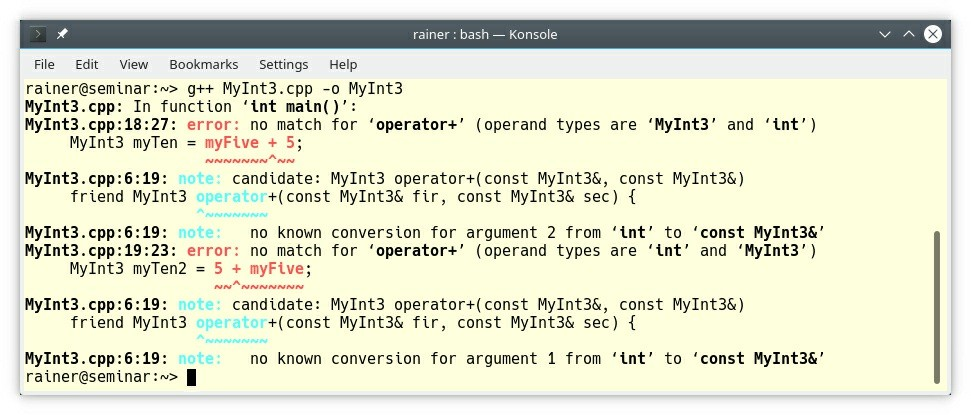 rainer : bash — Konsole
File Edit View Bookmarks Settings Help
rainer@seminar:~> g++ MyInt3.cpp -o MyInt3
MyInt3.cpp: In function ‘int main()’:
MyInt3.cpp:18:27: error: no match for ‘operator+’ (operand types are ‘MyInt3’ and ‘int’)
     MyInt3 myTen = myFive + 5;
                    ~~~~~~~^~~
MyInt3.cpp:6:19: note: candidate: MyInt3 operator+(const MyInt3&, const MyInt3&)
     friend MyInt3 operator+(const MyInt3& fir, const MyInt3& sec) {
                   ^~~~~~~~
MyInt3.cpp:6:19: note:   no known conversion for argument 2 from ‘int’ to ‘const MyInt3&’
MyInt3.cpp:19:23: error: no match for ‘operator+’ (operand types are ‘int’ and ‘MyInt3’)
     MyInt3 myTen2 = 5 + myFive;
                     ~~^~~~~~~~
MyInt3.cpp:6:19: note: candidate: MyInt3 operator+(const MyInt3&, const MyInt3&)
     friend MyInt3 operator+(const MyInt3& fir, const MyInt3& sec) {
                   ^~~~~~~~
MyInt3.cpp:6:19: note:   no known conversion for argument 1 from ‘int’ to ‘const MyInt3&’
rainer@seminar:~>